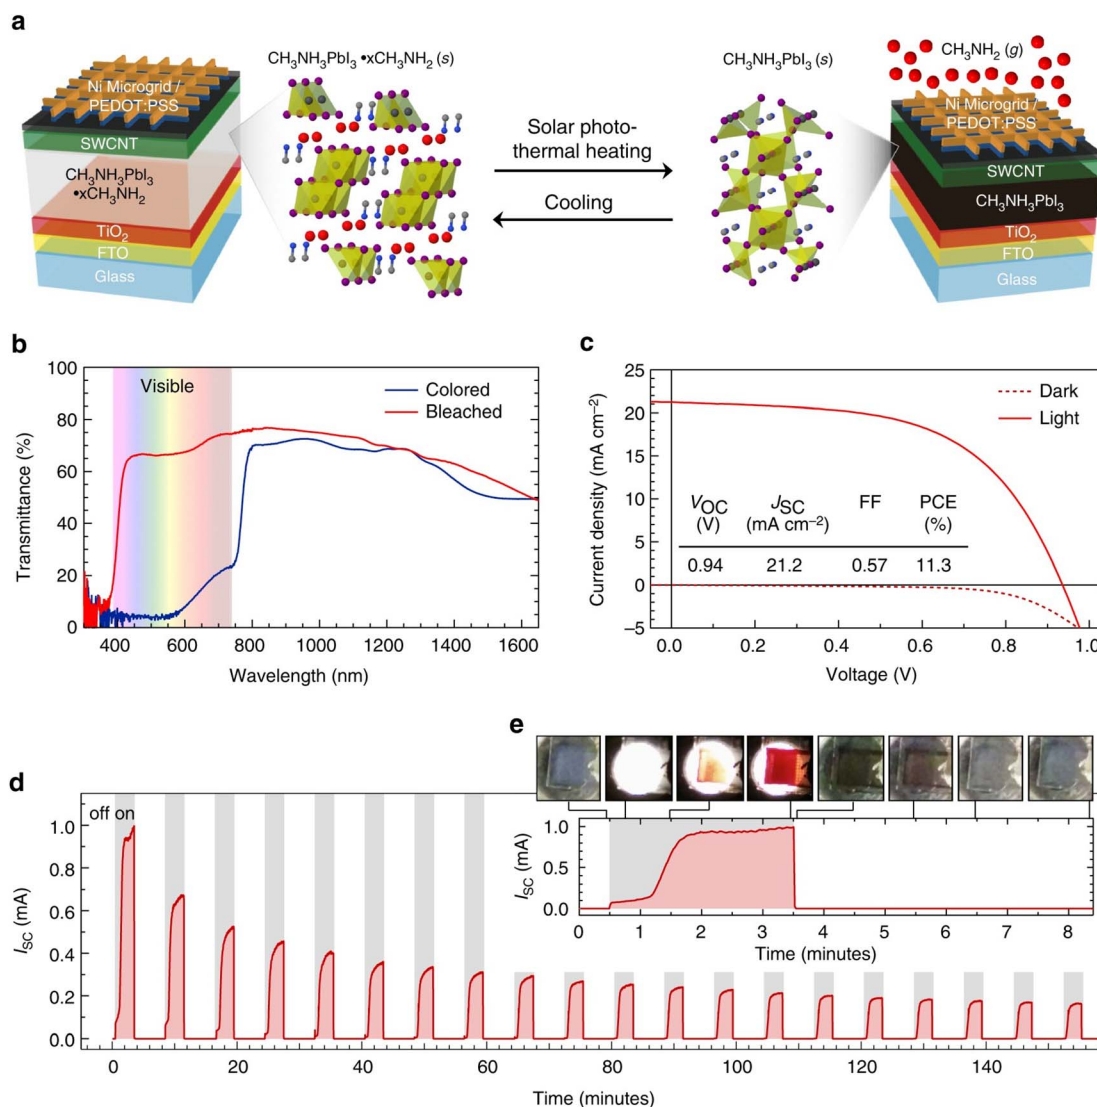 a
CH3NH3PbI3 •xCH3NH2 (s)
CH3NH3PbI3 (s)
CH3NH2 (g)
Ni Microgrid /
PEDOT:PSS
SWCNT
CH3NH3PbI3
•xCH3NH2
TiO2
FTO
Glass
Solar photo-
thermal heating
Cooling
Ni Microgrid /
PEDOT:PSS
SWCNT
CH3NH3PbI3
TiO2
FTO
Glass
b
100
80
60
40
20
0
Transmittance (%)
Visible
Colored
Bleached
400 600 800 1000 1200 1400 1600
Wavelength (nm)
c
25
20
15
10
5
0
–5
Current density (mA cm–2)
Dark
Light
VOC JSC FF PCE
(V) (mA cm–2) (%)
0.94 21.2 0.57 11.3
0.0 0.2 0.4 0.6 0.8 1.0
Voltage (V)
d
off on
1.0
0.8
0.6
0.4
0.2
0.0
ISC (mA)
0 20 40 60 80 100 120 140
Time (minutes)
e
1.0
0.5
0.0
ISC (mA)
0 1 2 3 4 5 6 7 8
Time (minutes)